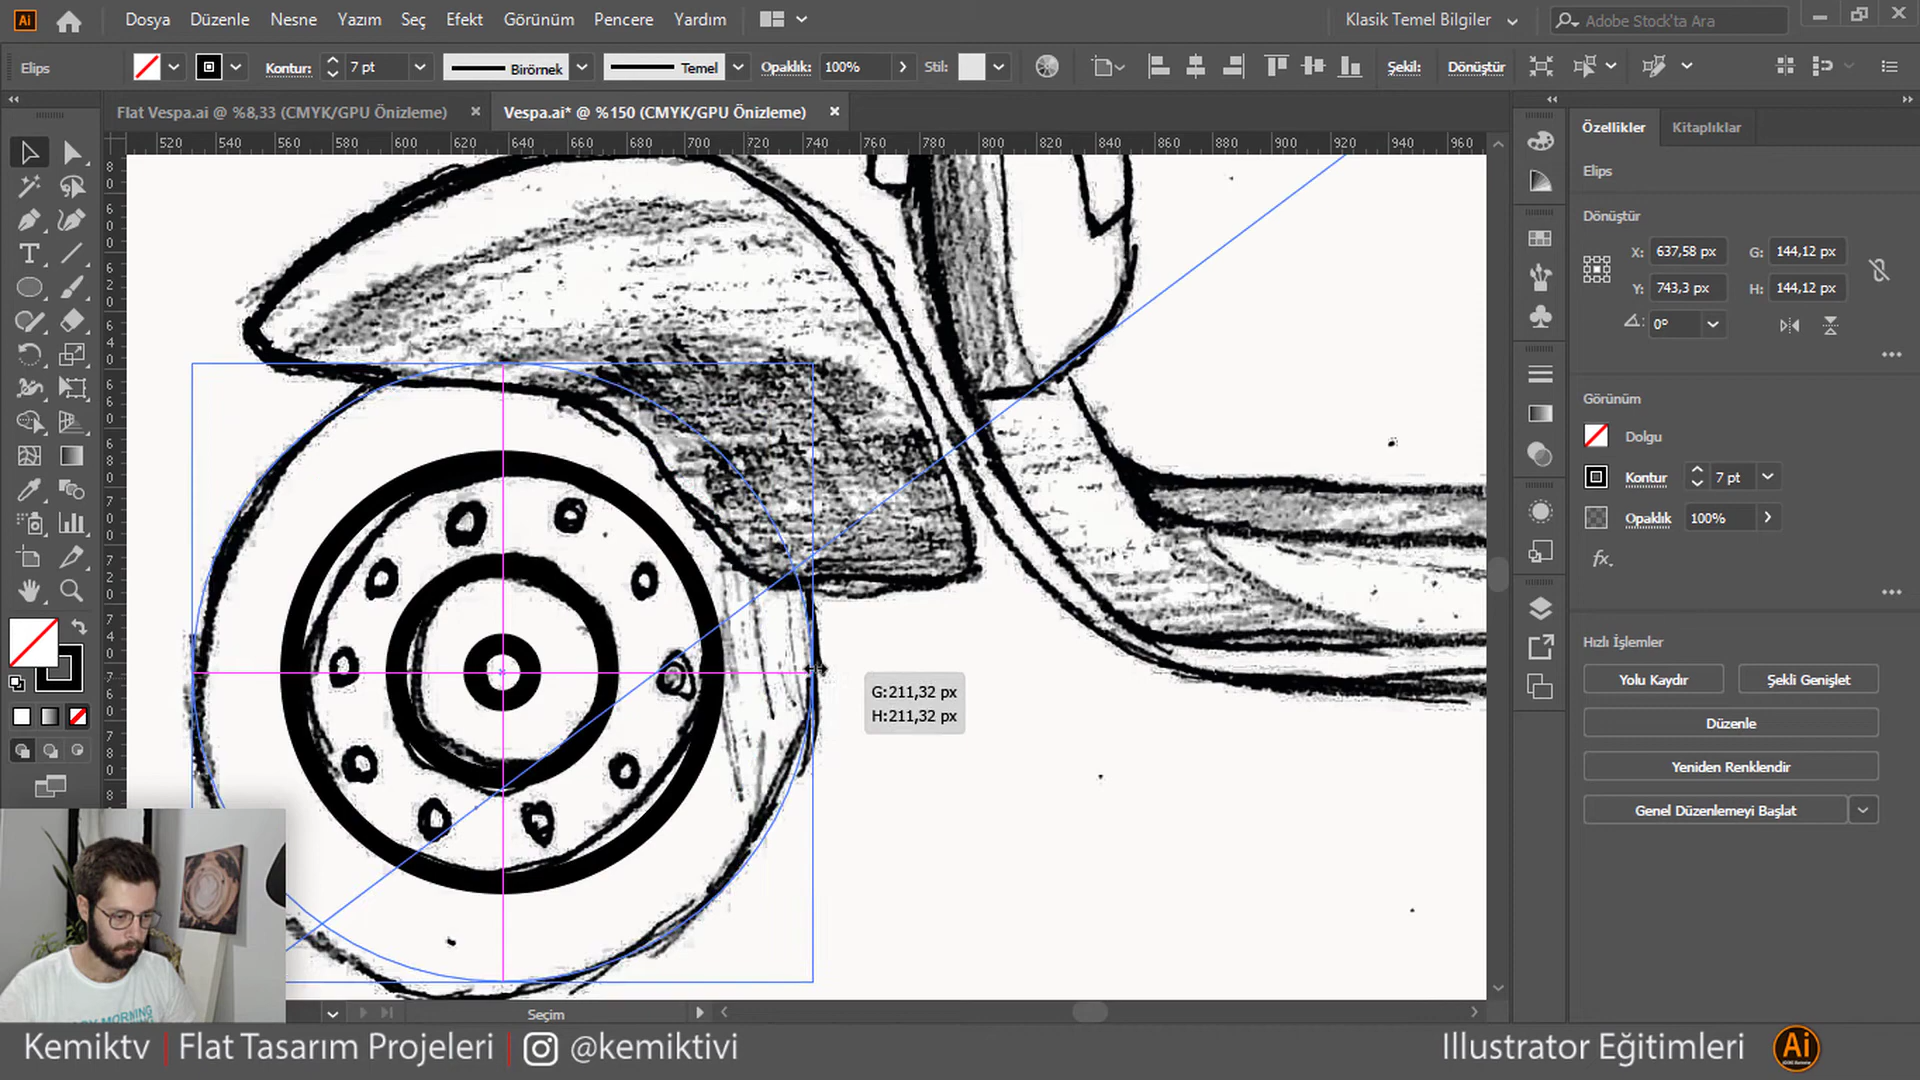 Ai
Dosya Düzenle Nesne Yazım Seç Efekt Görünüm Pencere Yardım
Klasik Temel Bilgiler
Adobe Stock'ta Ara
Elips
Kontur: 7 pt
Birörnek
Temel
Opaklık: 100%
Stil:
Şekil:
Dönüştür
Flat Vespa.ai @ %8,33 (CMYK/GPU Önizleme)
Vespa.ai* @ %150 (CMYK/GPU Önizleme)
520 540 560 580 600 620 640 660 680 700 720 740 760 780 800 820 840 860 880 900 920 940 960
Özellikler
Kitaplıklar
Elips
Dönüştür
X: 637,58 px
G: 144,12 px
Y: 743,3 px
H: 144,12 px
0°
Görünüm
Dolgu
Kontur 7 pt
Opaklık 100%
fx.
Hızlı İşlemler
Yolu Kaydır
Şekli Genişlet
Düzenle
Yeniden Renklendir
Genel Düzenlemeyi Başlat
G:211,32 px
H:211,32 px
Seçim
Kemiktv | Flat Tasarım Projeleri | @kemiktivi
Illustrator Eğitimleri
Ai